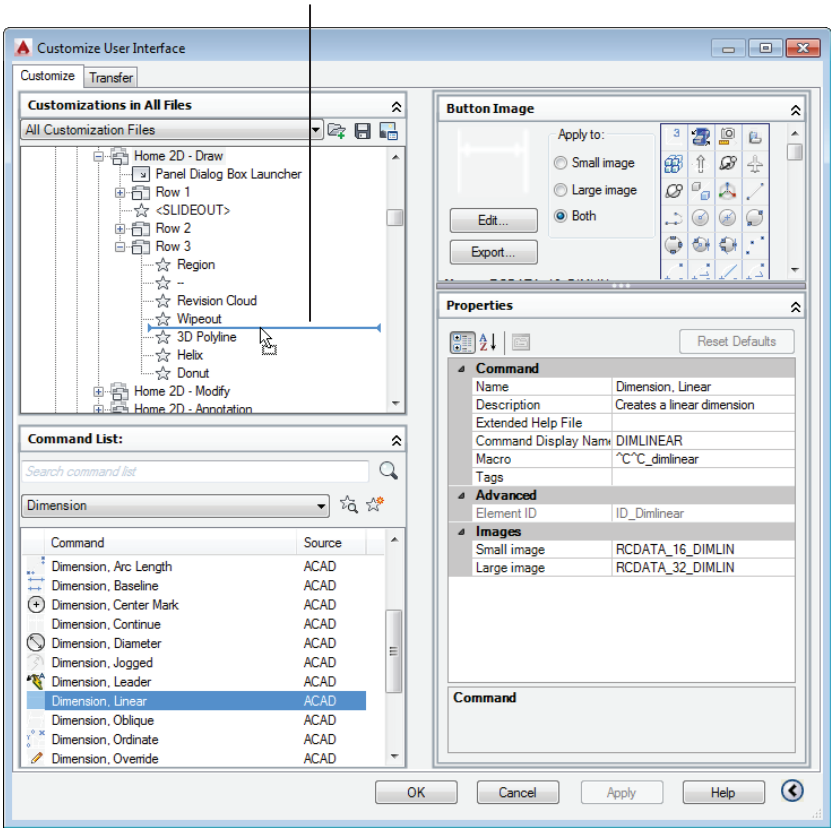 Customize User Interface
Customize Transfer
Customizations in All Files
All Customization Files
Home 2D - Draw
Panel Dialog Box Launcher
Row 1
<SLIDEOUT>
Row 2
Row 3
Region
--
Revision Cloud
Wipeout
3D Polyline
Helix
Donut
Home 2D - Modify
Home 2D - Annotation
Command List:
Search command list
Dimension
Command Source
Dimension, Arc Length ACAD
Dimension, Baseline ACAD
Dimension, Center Mark ACAD
Dimension, Continue ACAD
Dimension, Diameter ACAD
Dimension, Jogged ACAD
Dimension, Leader ACAD
Dimension, Linear ACAD
Dimension, Oblique ACAD
Dimension, Ordinate ACAD
Dimension, Override ACAD
Button Image
Apply to:
Small image
Large image
Both
Edit...
Export...
Properties
Reset Defaults
Command
Name Dimension, Linear
Description Creates a linear dimension
Extended Help File
Command Display Name DIMLINEAR
Macro ^C^C_dimlinear
Tags
Advanced
Element ID ID_Dimlinear
Images
Small image RCDATA_16_DIMLIN
Large image RCDATA_32_DIMLIN
Command
OK Cancel Apply Help